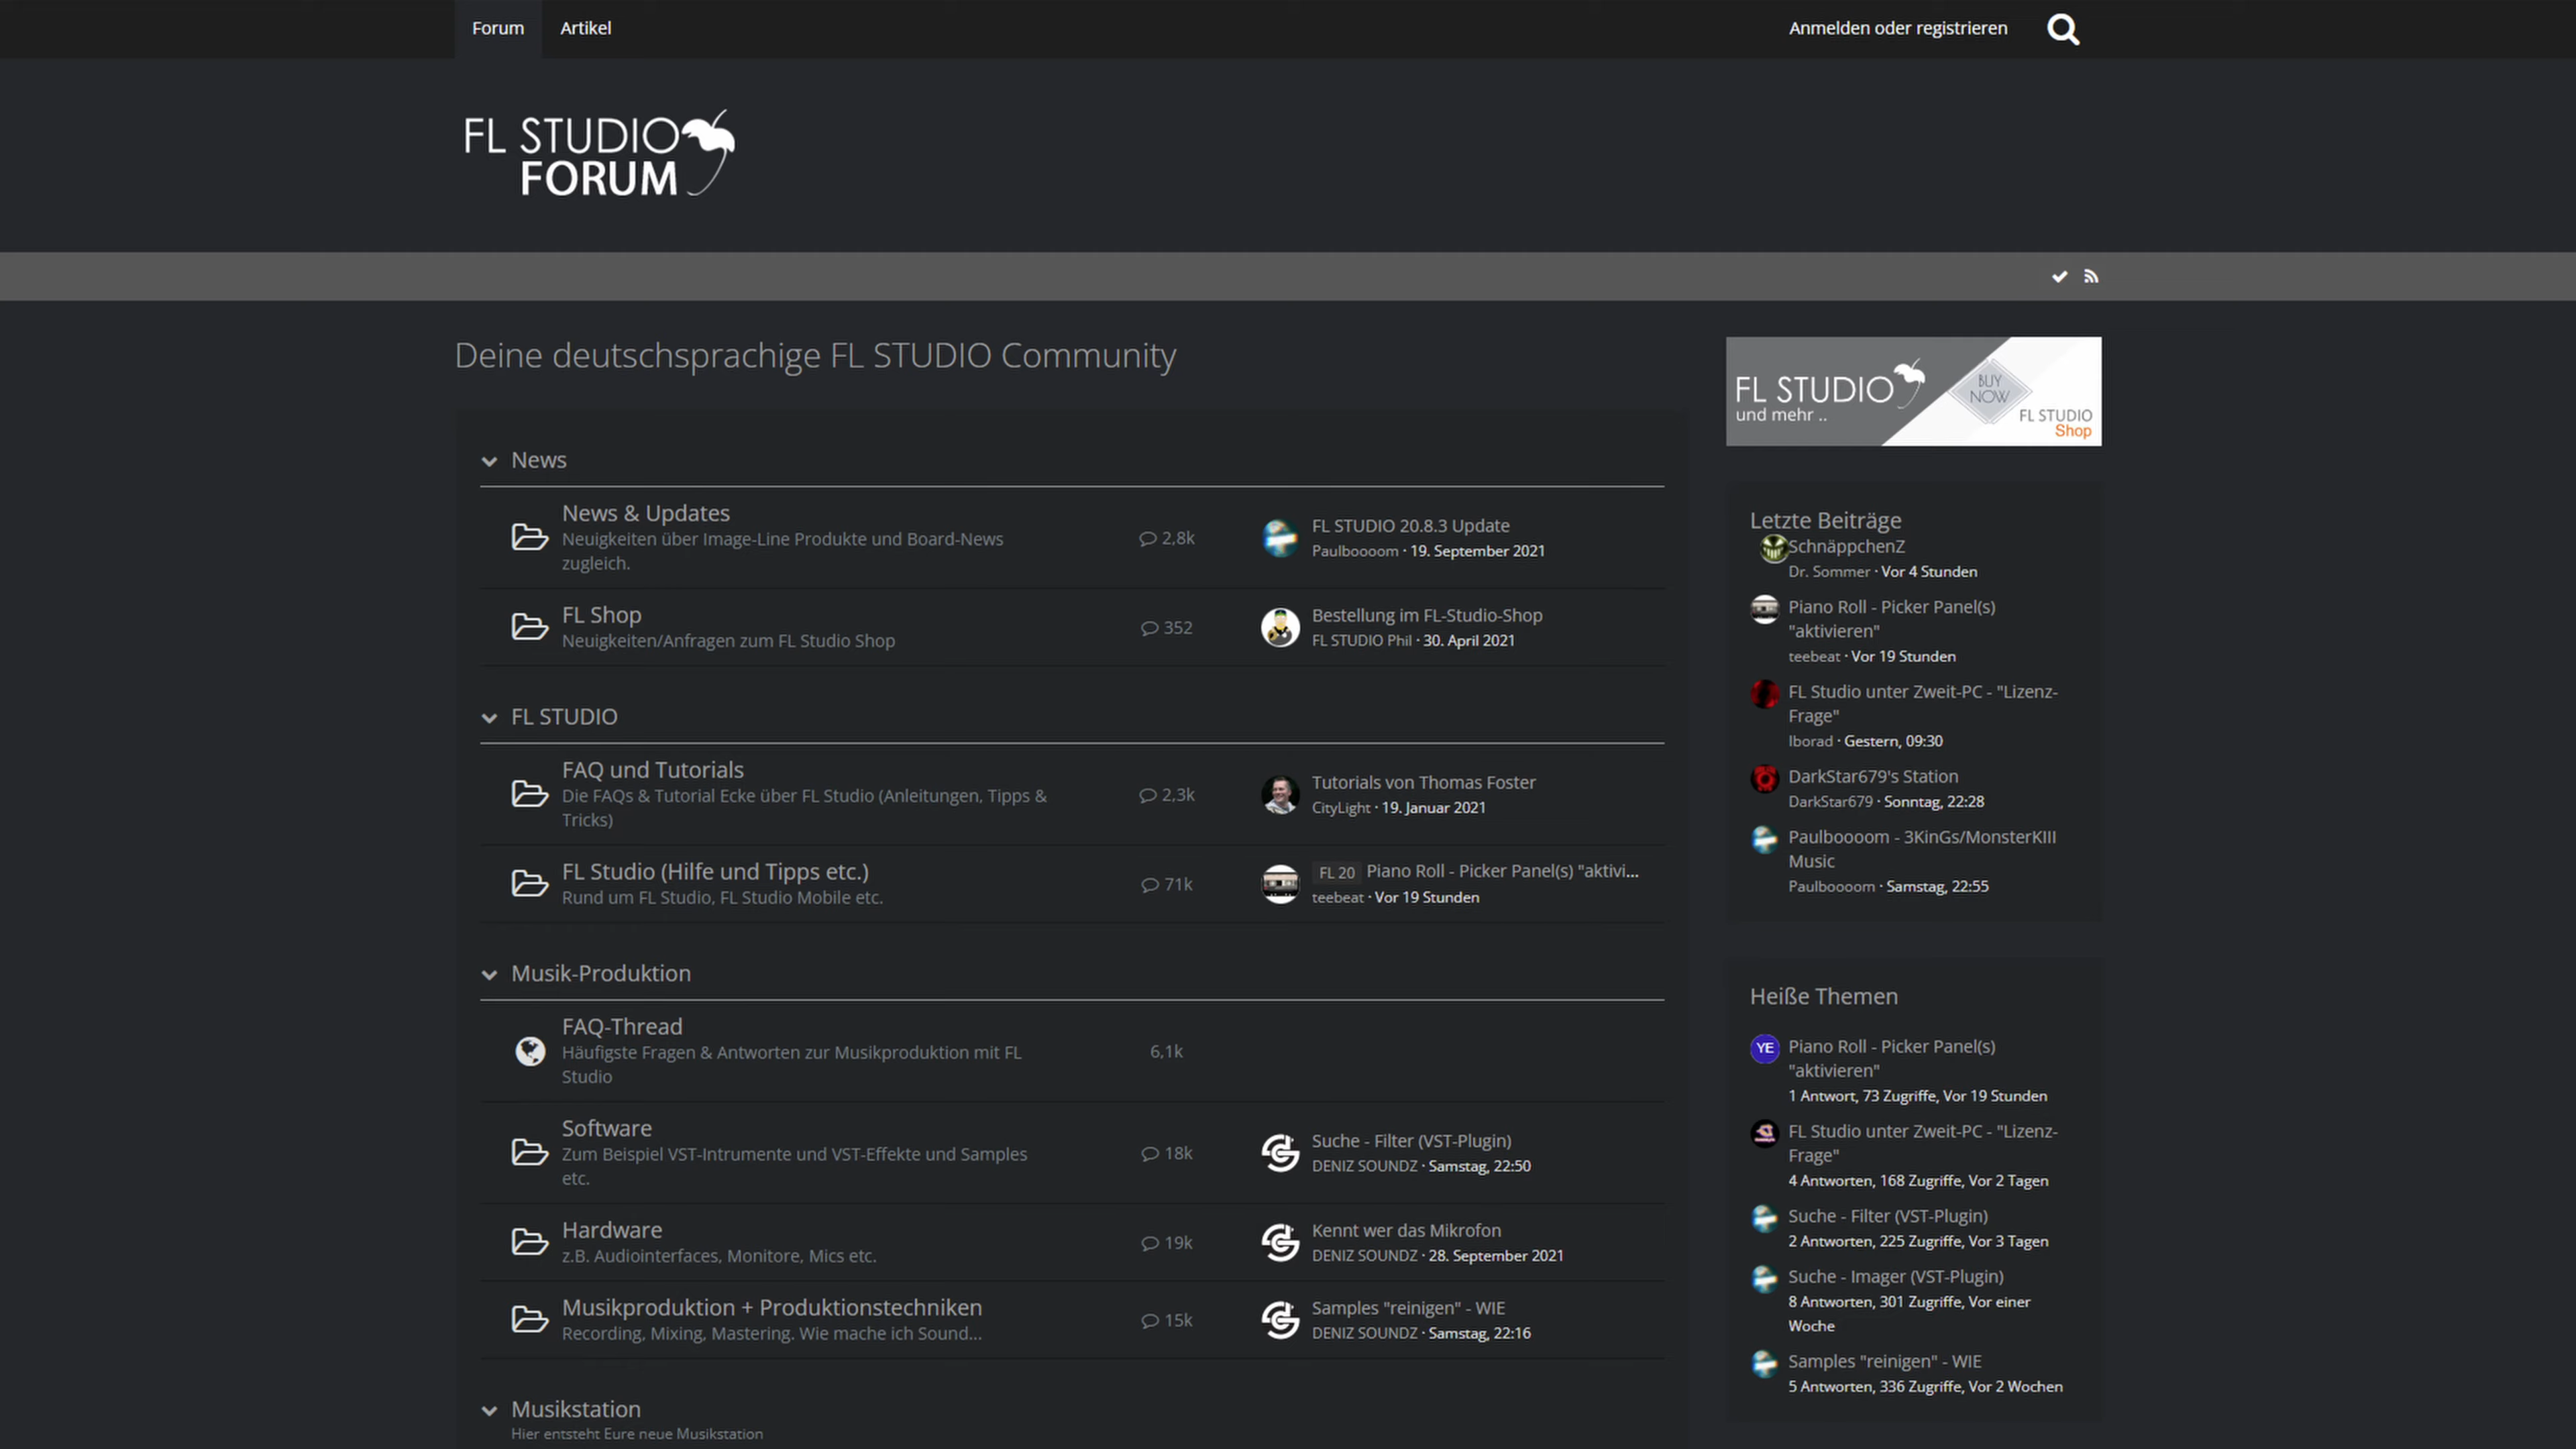 Forum
Artikel
Anmelden oder registrieren
FL STUDIO
FORUM
Deine deutschsprachige FL STUDIO Community
News
News & Updates
Neuigkeiten über Image-Line Produkte und Board-News
zugleich.
2,8k
FL STUDIO 20.8.3 Update
Paulboooom · 19. September 2021
FL Shop
Neuigkeiten/Anfragen zum FL Studio Shop
352
Bestellung im FL-Studio-Shop
FL STUDIO Phil · 30. April 2021
FL STUDIO
FAQ und Tutorials
Die FAQs & Tutorial Ecke über FL Studio (Anleitungen, Tipps &
Tricks)
2,3k
Tutorials von Thomas Foster
CityLight · 19. Januar 2021
FL Studio (Hilfe und Tipps etc.)
Rund um FL Studio, FL Studio Mobile etc.
71k
FL 20 Piano Roll - Picker Panel(s) "aktivi...
teebeat · Vor 19 Stunden
Musik-Produktion
FAQ-Thread
Häufigste Fragen & Antworten zur Musikproduktion mit FL
Studio
6,1k
Software
Zum Beispiel VST-Intrumente und VST-Effekte und Samples
etc.
18k
Suche - Filter (VST-Plugin)
DENIZ SOUNDZ · Samstag, 22:50
Hardware
z.B. Audiointerfaces, Monitore, Mics etc.
19k
Kennt wer das Mikrofon
DENIZ SOUNDZ · 28. September 2021
Musikproduktion + Produktionstechniken
Recording, Mixing, Mastering. Wie mache ich Sound...
15k
Samples "reinigen" - WIE
DENIZ SOUNDZ · Samstag, 22:16
Musikstation
Hier entsteht Eure neue Musikstation
FL STUDIO
und mehr ..
BUY
NOW
FL STUDIO
Shop
Letzte Beiträge
SchnäppchenZ
Dr. Sommer · Vor 4 Stunden
Piano Roll - Picker Panel(s)
"aktivieren"
teebeat · Vor 19 Stunden
FL Studio unter Zweit-PC - "Lizenz-
Frage"
Iborad · Gestern, 09:30
DarkStar679's Station
DarkStar679 · Sonntag, 22:28
Paulboooom - 3KinGs/MonsterKIII
Music
Paulboooom · Samstag, 22:55
Heiße Themen
YE
Piano Roll - Picker Panel(s)
"aktivieren"
1 Antwort, 73 Zugriffe, Vor 19 Stunden
FL Studio unter Zweit-PC - "Lizenz-
Frage"
4 Antworten, 168 Zugriffe, Vor 2 Tagen
Suche - Filter (VST-Plugin)
2 Antworten, 225 Zugriffe, Vor 3 Tagen
Suche - Imager (VST-Plugin)
8 Antworten, 301 Zugriffe, Vor einer
Woche
Samples "reinigen" - WIE
5 Antworten, 336 Zugriffe, Vor 2 Wochen